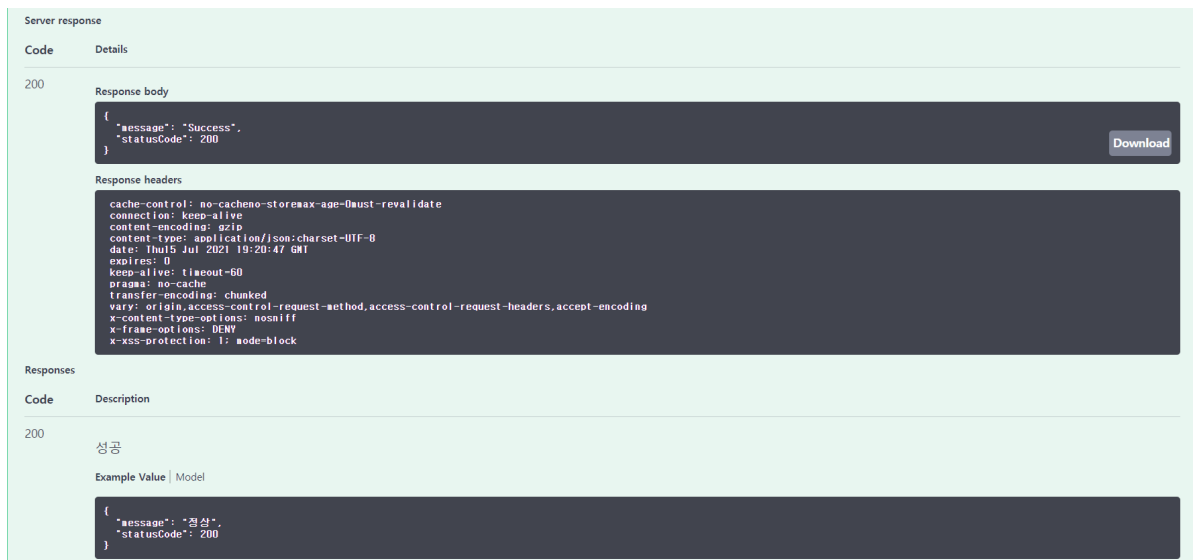 Server response
Code Details
200
Response body
{
"message": "Success",
"statusCode": 200
}
Download
Response headers
cache-control: no-cacheno-storemax-age=0must-revalidate
connection: keep-alive
content-encoding: gzip
content-type: application/json;charset=UTF-8
date: Thu15 Jul 2021 19:20:47 GMT
expires: 0
keep-alive: timeout=60
pragma: no-cache
transfer-encoding: chunked
vary: origin,access-control-request-method,access-control-request-headers,accept-encoding
x-content-type-options: nosniff
x-frame-options: DENY
x-xss-protection: 1; mode=block
Responses
Code Description
200
성공
Example Value | Model
{
"message": "정상",
"statusCode": 200
}